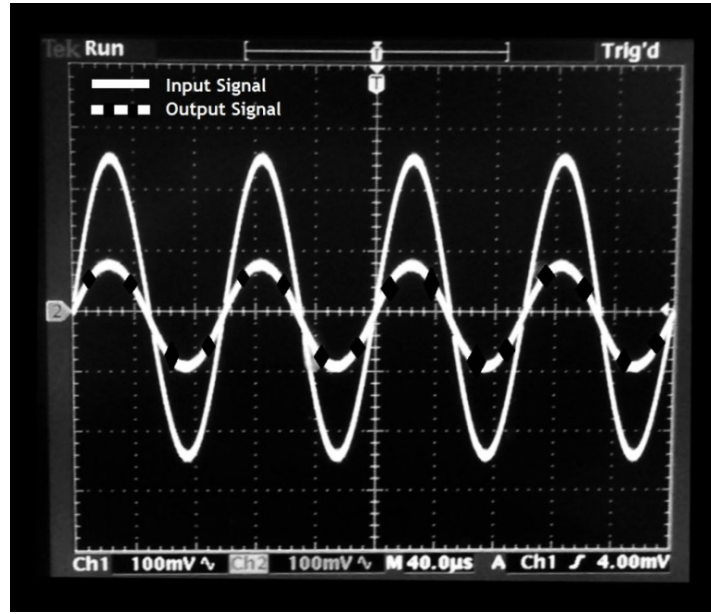 Tek Run Trig'd
T
Input Signal
Output Signal
2
Ch1 100mV∿ Ch2 100mV∿ M 40.0µs A Ch1 ʃ 4.00mV